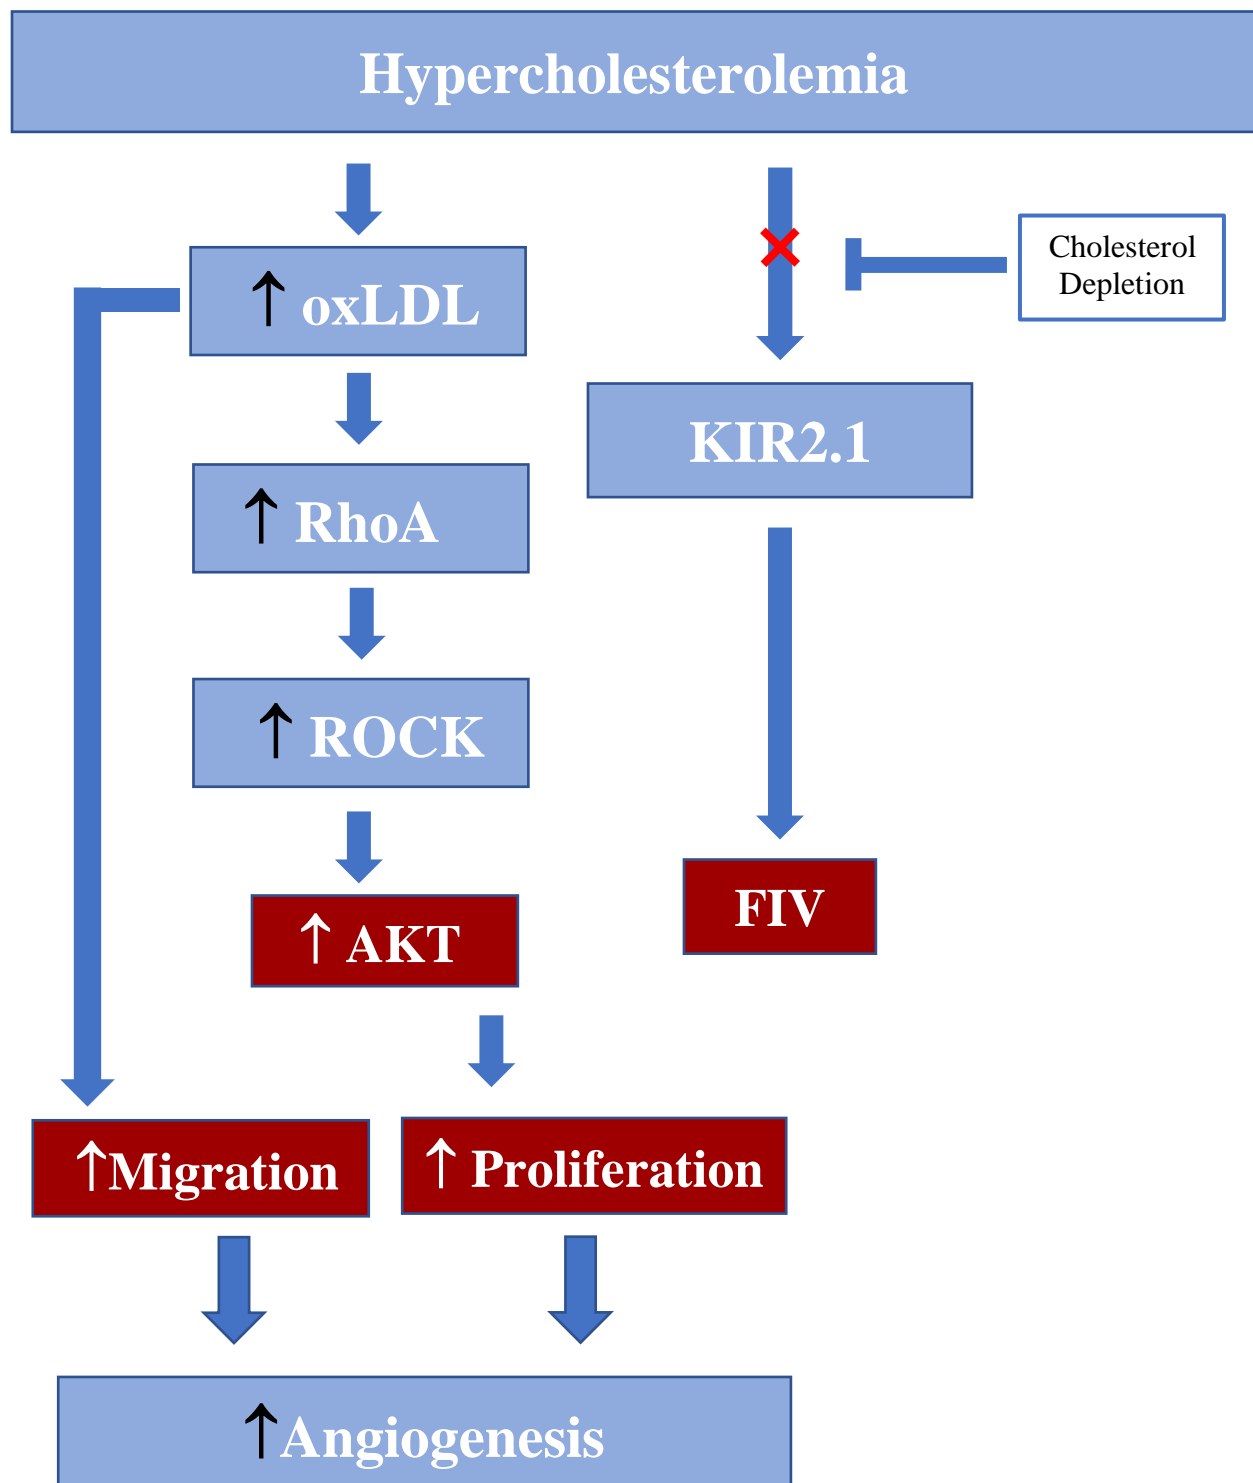 Hypercholesterolemia
Cholesterol
Depletion
↑ oxLDL
KIR2.1
↑ RhoA
↑ ROCK
FIV
↑ AKT
↑Migration
↑ Proliferation
↑Angiogenesis